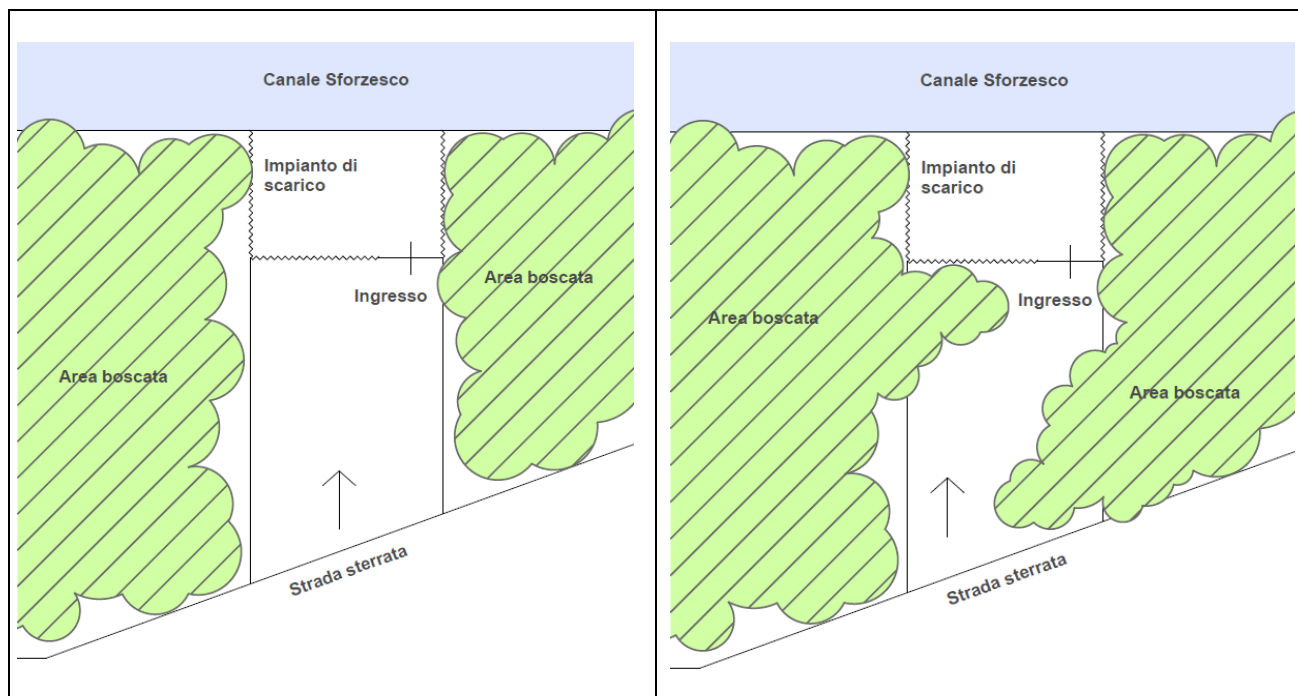 Canale Sforzesco
Impianto di
scarico
Area boscata
Ingresso
Area boscata
Strada sterrata
Canale Sforzesco
Impianto di
scarico
Ingresso
Area boscata
Area boscata
Strada sterrata